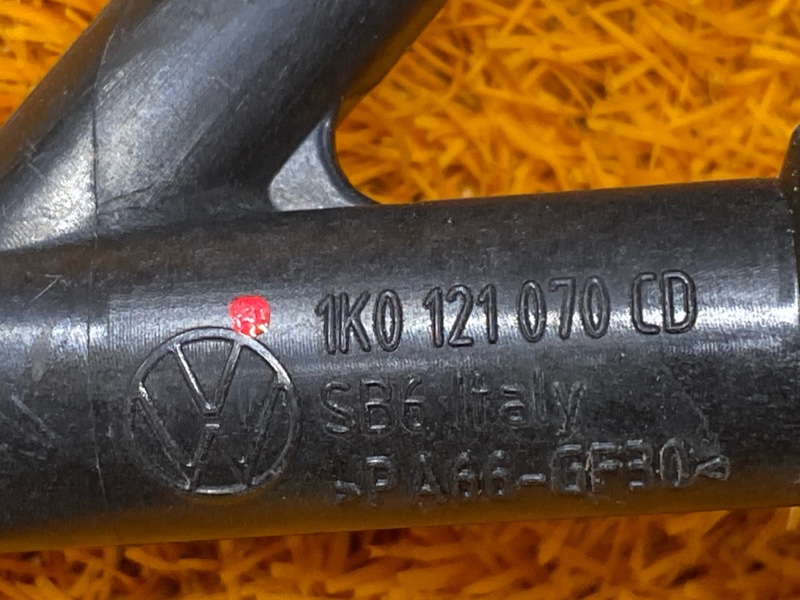 1K0 121 070 CD
SB6 Italy
>PA66-GF30<